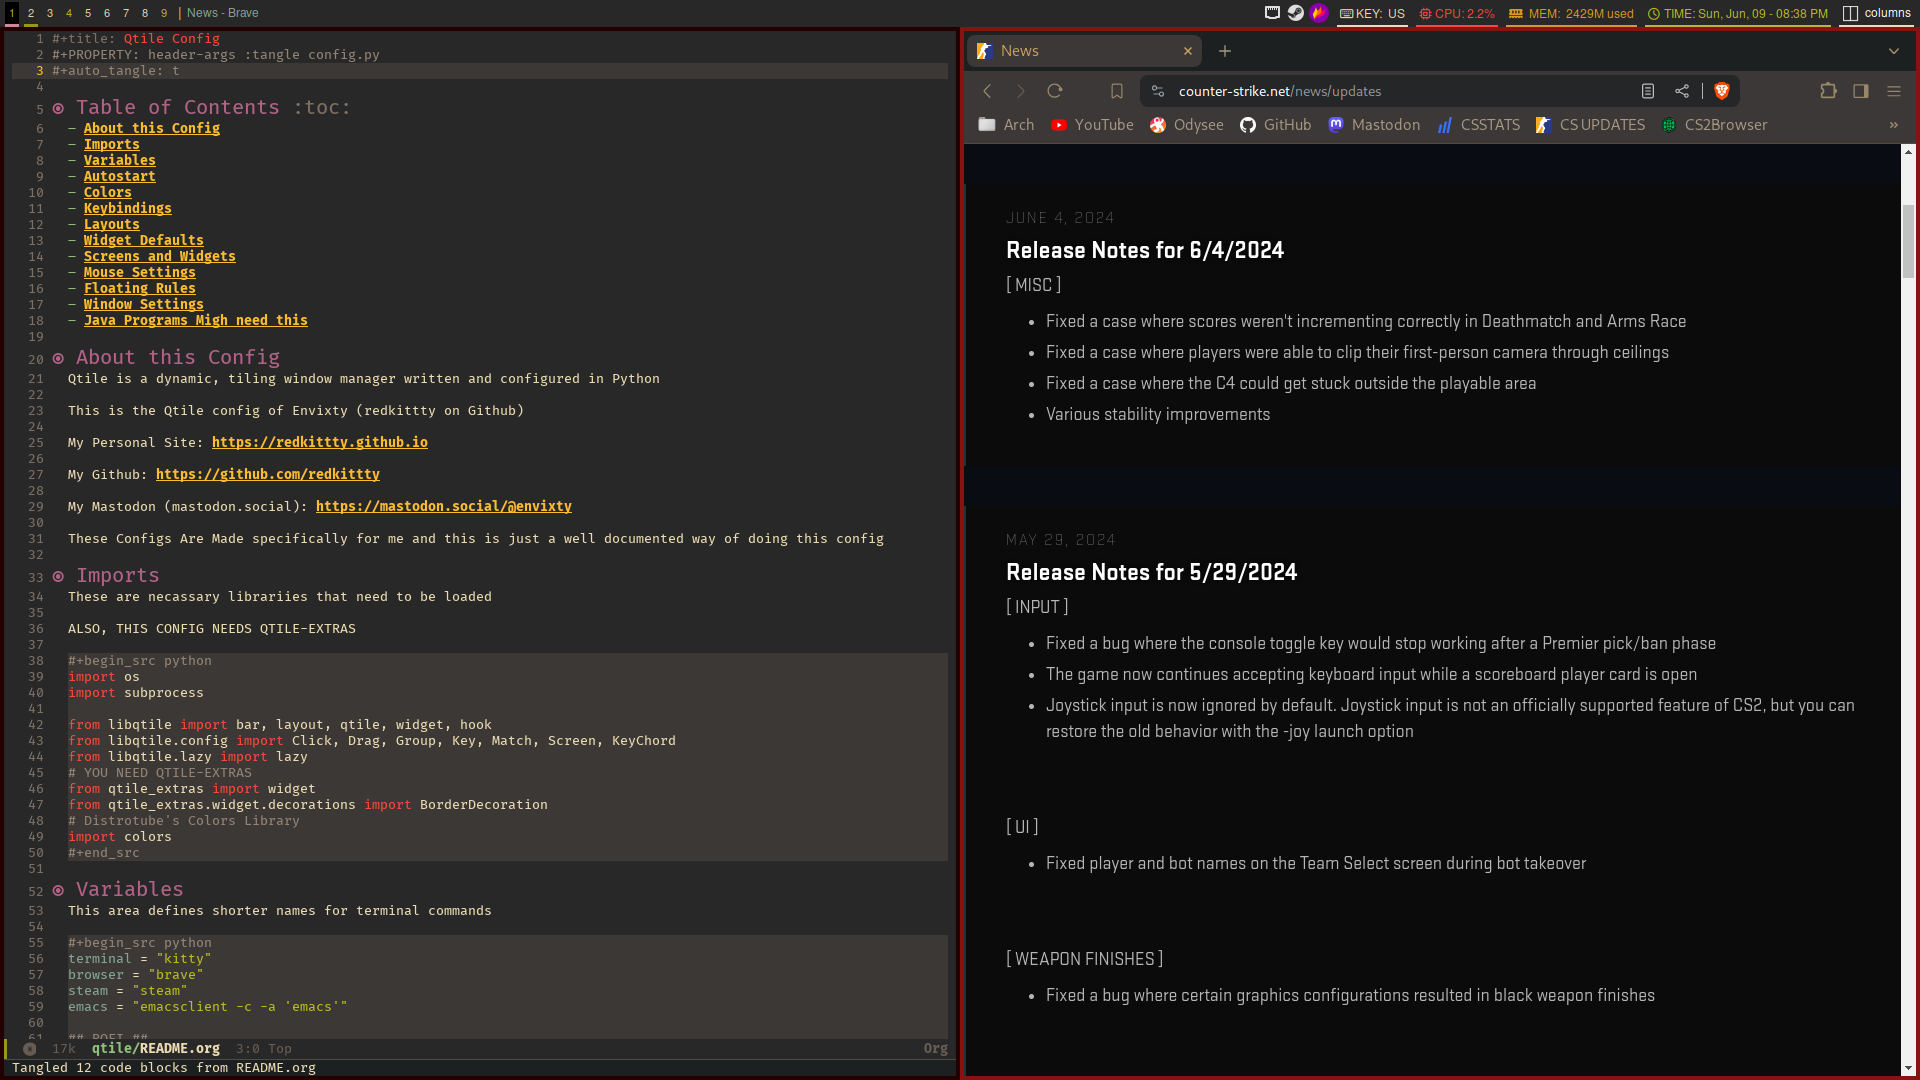 1 2 3 4 5 6 7 8 9 | News - Brave
KEY: US CPU: 2.2% MEM: 2429M used TIME: Sun, Jun, 09 - 08:38 PM columns
1 #+title: Qtile Config
2 #+PROPERTY: header-args :tangle config.py
3 #+auto_tangle: t
4
5 Table of Contents :toc:
6 - About this Config
7 - Imports
8 - Variables
9 - Autostart
10 - Colors
11 - Keybindings
12 - Layouts
13 - Widget Defaults
14 - Screens and Widgets
15 - Mouse Settings
16 - Floating Rules
17 - Window Settings
18 - Java Programs Migh need this
19
20 About this Config
21 Qtile is a dynamic, tiling window manager written and configured in Python
22
23 This is the Qtile config of Envixty (redkittty on Github)
24
25 My Personal Site: https://redkittty.github.io
26
27 My Github: https://github.com/redkittty
28
29 My Mastodon (mastodon.social): https://mastodon.social/@envixty
30
31 These Configs Are Made specifically for me and this is just a well documented way of doing this config
32
33 Imports
34 These are necassary librariies that need to be loaded
35
36 ALSO, THIS CONFIG NEEDS QTILE-EXTRAS
37
38 #+begin_src python
39 import os
40 import subprocess
41
42 from libqtile import bar, layout, qtile, widget, hook
43 from libqtile.config import Click, Drag, Group, Key, Match, Screen, KeyChord
44 from libqtile.lazy import lazy
45 # YOU NEED QTILE-EXTRAS
46 from qtile_extras import widget
47 from qtile_extras.widget.decorations import BorderDecoration
48 # Distrotube's Colors Library
49 import colors
50 #+end_src
51
52 Variables
53 This area defines shorter names for terminal commands
54
55 #+begin_src python
56 terminal = "kitty"
57 browser = "brave"
58 steam = "steam"
59 emacs = "emacsclient -c -a 'emacs'"
60
61 ## ROFI ##
17k qtile/README.org 3:0 Top Org
Tangled 12 code blocks from README.org
News
counter-strike.net/news/updates
Arch YouTube Odysee GitHub Mastodon CSSTATS CS UPDATES CS2Browser »
JUNE 4, 2024
Release Notes for 6/4/2024
[ MISC ]
• Fixed a case where scores weren't incrementing correctly in Deathmatch and Arms Race
• Fixed a case where players were able to clip their first-person camera through ceilings
• Fixed a case where the C4 could get stuck outside the playable area
• Various stability improvements
MAY 29, 2024
Release Notes for 5/29/2024
[ INPUT ]
• Fixed a bug where the console toggle key would stop working after a Premier pick/ban phase
• The game now continues accepting keyboard input while a scoreboard player card is open
• Joystick input is now ignored by default. Joystick input is not an officially supported feature of CS2, but you can
restore the old behavior with the -joy launch option
[ UI ]
• Fixed player and bot names on the Team Select screen during bot takeover
[ WEAPON FINISHES ]
• Fixed a bug where certain graphics configurations resulted in black weapon finishes